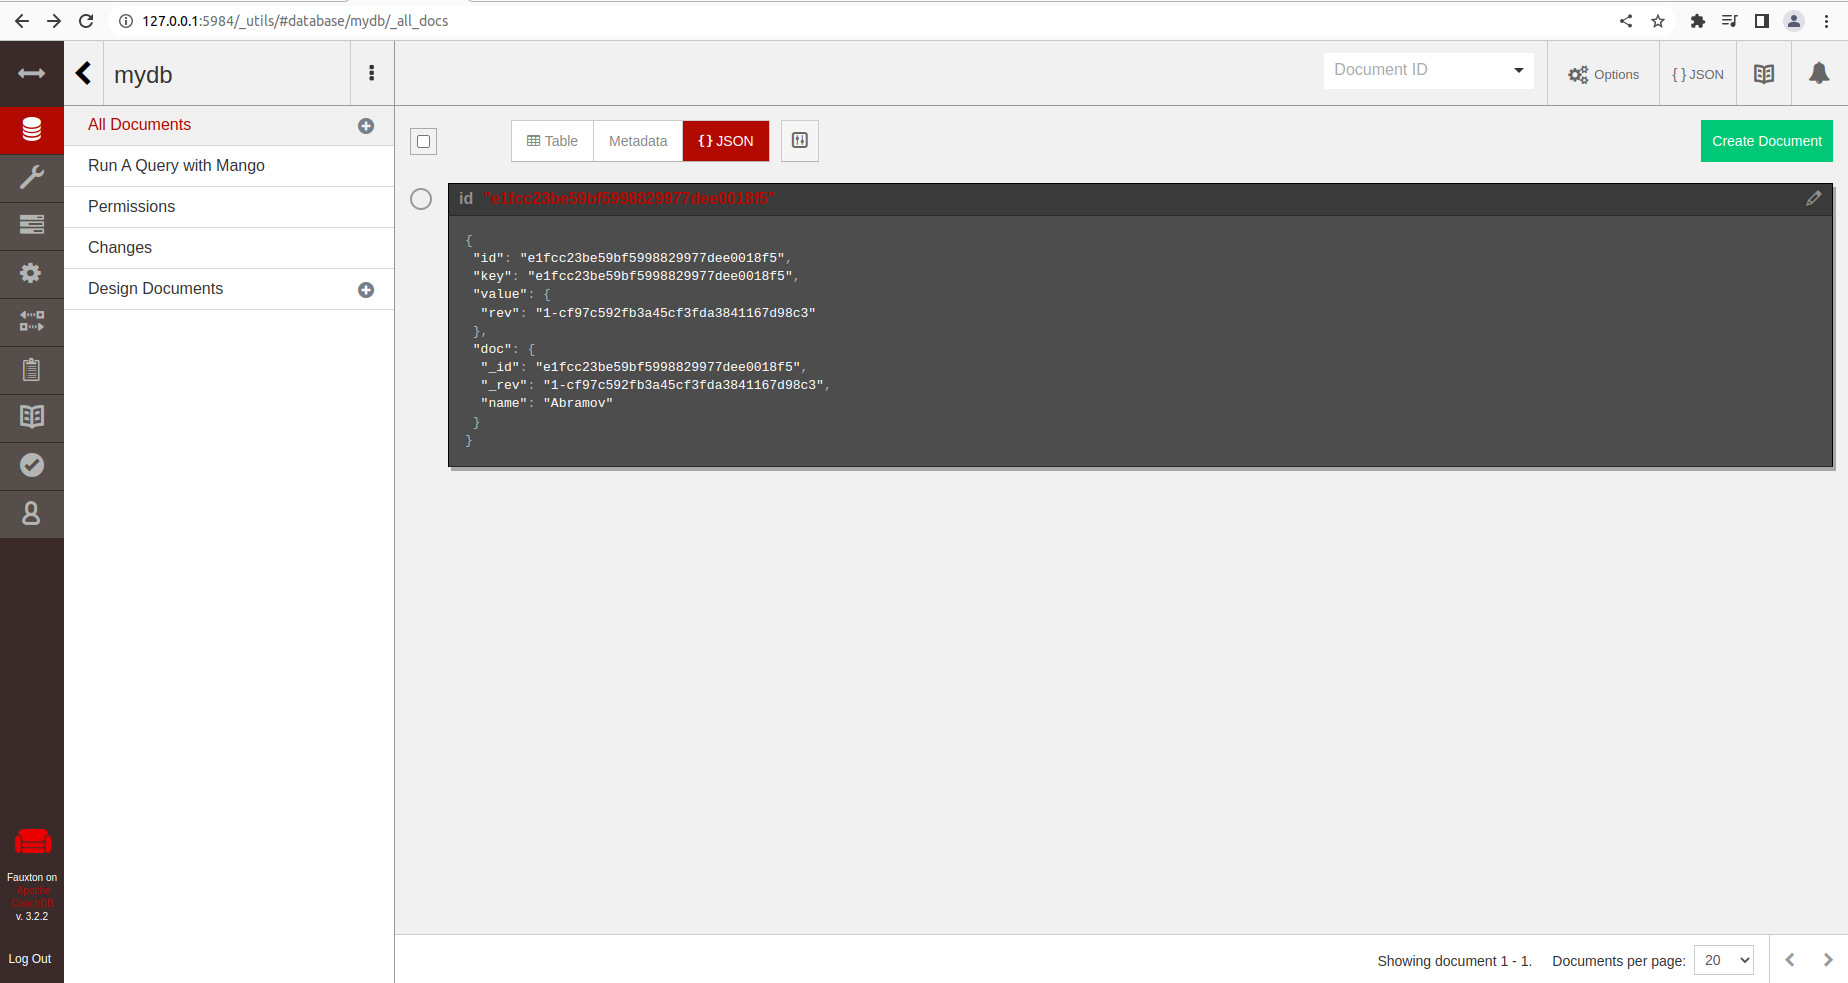 127.0.0.1:5984/_utils/#database/mydb/_all_docs
mydb
Document ID
Options
{ } JSON
All Documents
Run A Query with Mango
Permissions
Changes
Design Documents
Table
Metadata
{ } JSON
Create Document
id "e1fcc23be59bf5998829977dee0018f5"
{
"id": "e1fcc23be59bf5998829977dee0018f5",
"key": "e1fcc23be59bf5998829977dee0018f5",
"value": {
"rev": "1-cf97c592fb3a45cf3fda3841167d98c3"
},
"doc": {
"_id": "e1fcc23be59bf5998829977dee0018f5",
"_rev": "1-cf97c592fb3a45cf3fda3841167d98c3",
"name": "Abramov"
}
}
Fauxton on
Apache
CouchDB
v. 3.2.2
Log Out
Showing document 1 - 1.
Documents per page: 20